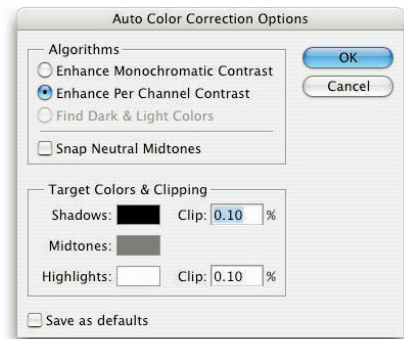 Auto Color Correction Options
Algorithms
Enhance Monochromatic Contrast
Enhance Per Channel Contrast
Find Dark & Light Colors
Snap Neutral Midtones
OK
Cancel
Target Colors & Clipping
Shadows: Clip: 0.10 %
Midtones:
Highlights: Clip: 0.10 %
Save as defaults